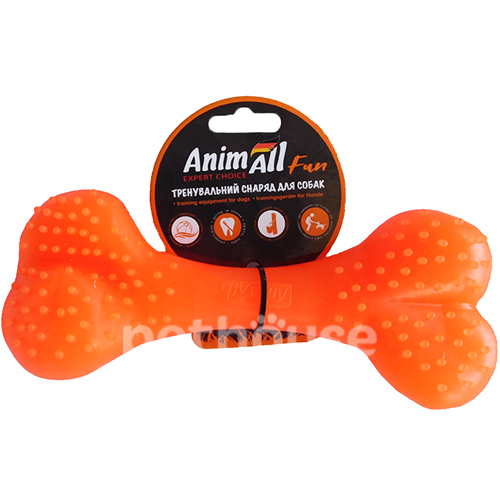 AnimAll Fun
EXPERT CHOICE
ТРЕНУВАЛЬНИЙ СНАРЯД ДЛЯ СОБАК
• training equipment for dogs • trainingsgeräte für Hunde
pethouse